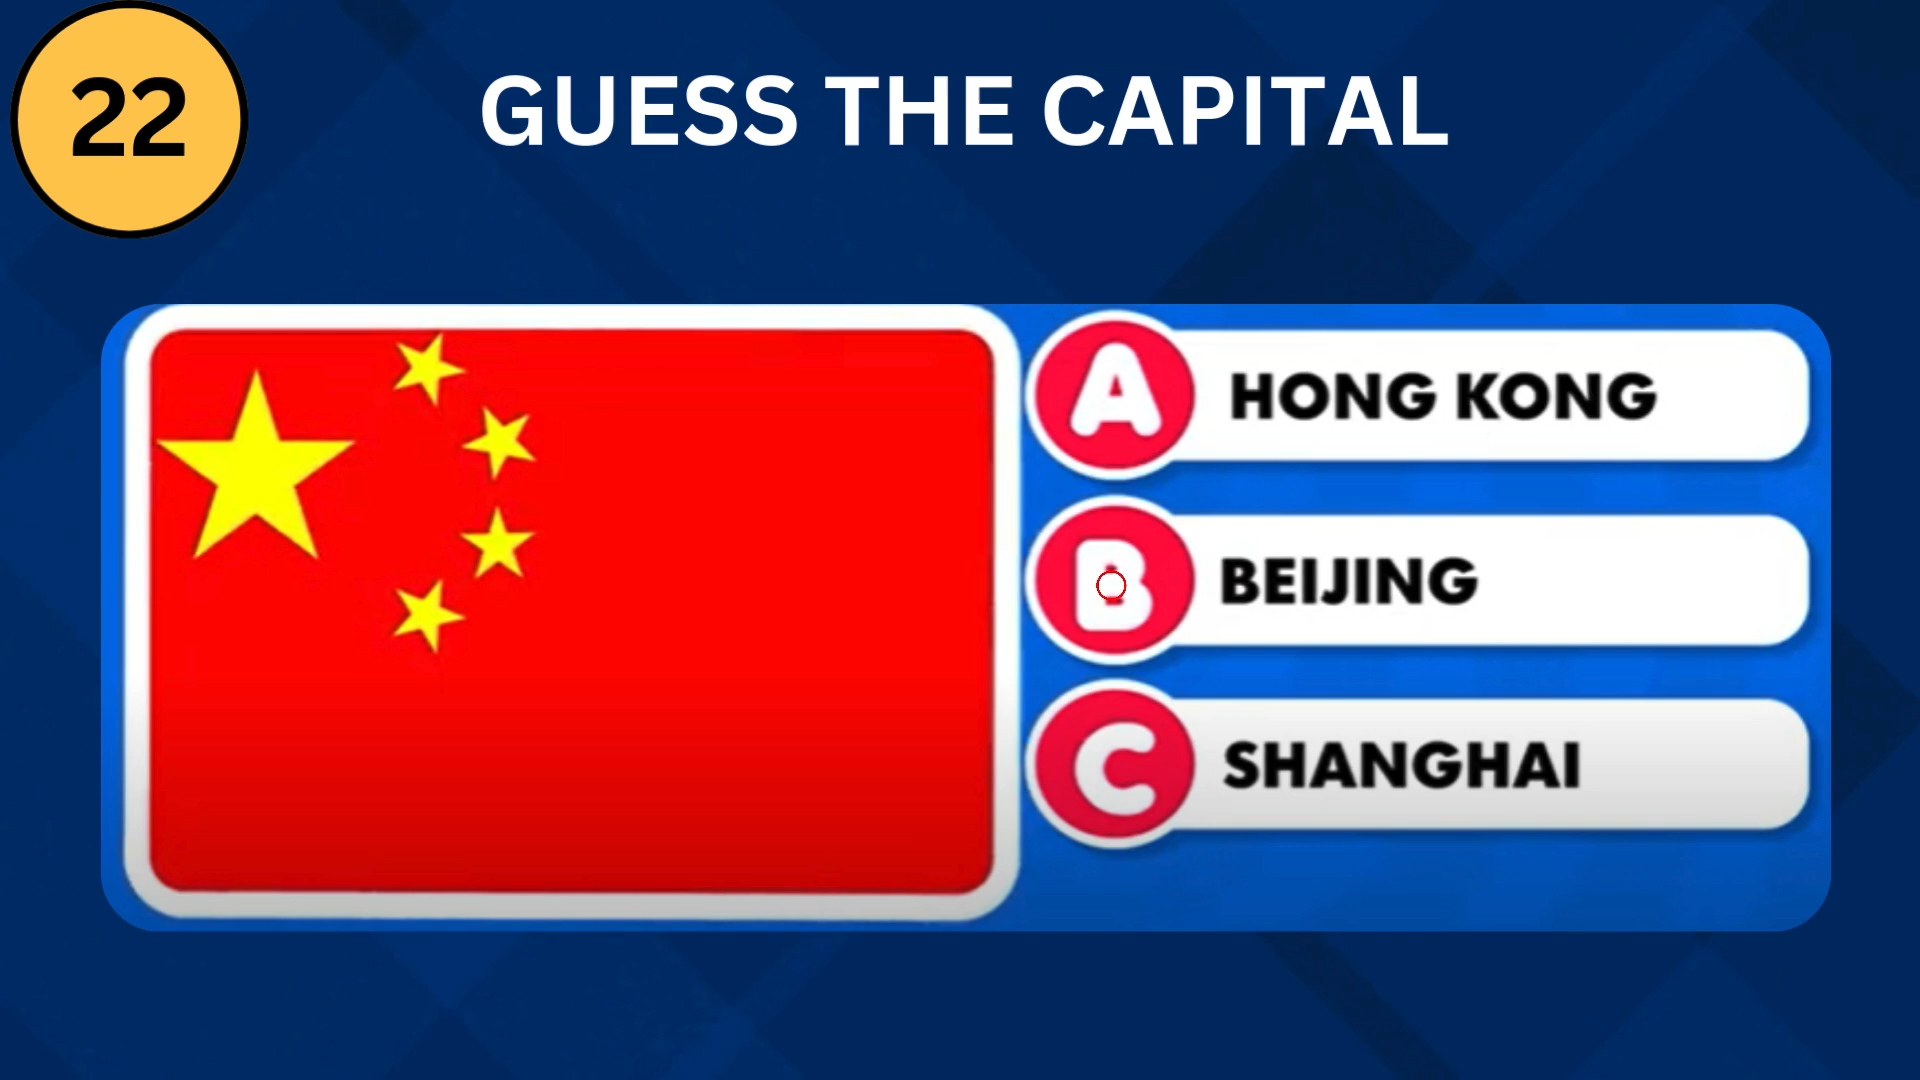 22
GUESS THE CAPITAL
A HONG KONG
B BEIJING
C SHANGHAI